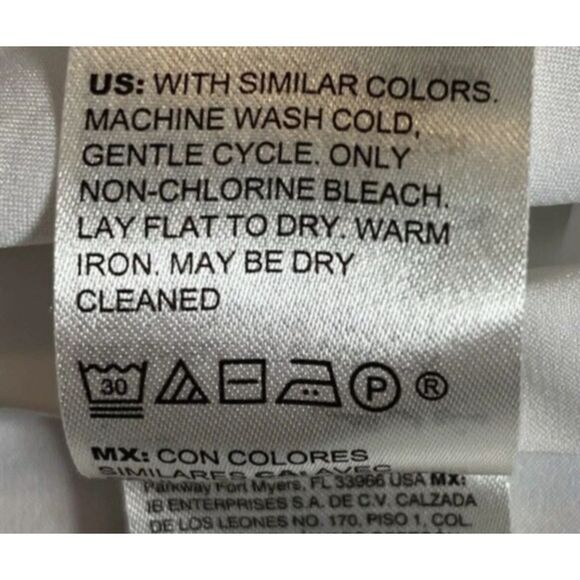 US: WITH SIMILAR COLORS.
MACHINE WASH COLD,
GENTLE CYCLE. ONLY
NON-CHLORINE BLEACH.
LAY FLAT TO DRY. WARM
IRON. MAY BE DRY
CLEANED
30 P ®
MX: CON COLORES
SIMILARES
Parkway Fort Myers, FL 33966 USA MX:
IB ENTERPRISES S.A. DE C.V. CALZADA
DE LOS LEONES NO. 170, PISO 1, COL.